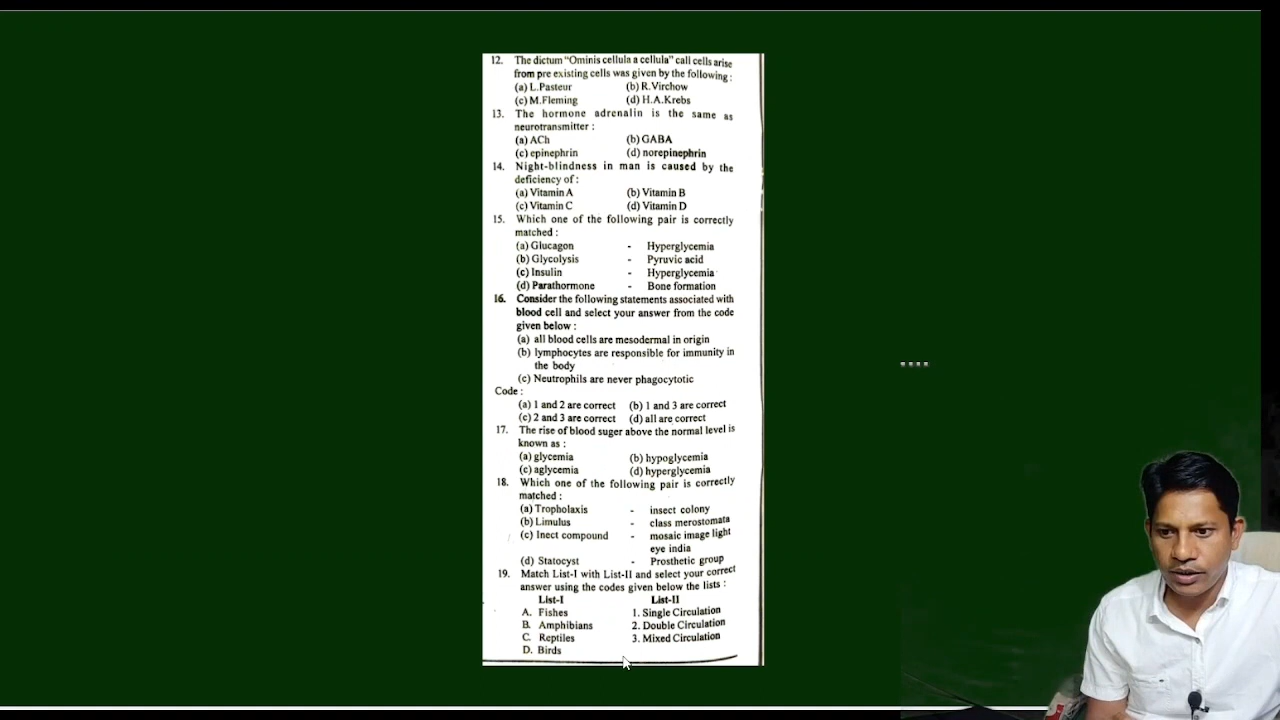 12. The dictum "Ominis cellula a cellula" call cells arise
from pre existing cells was given by the following :
(a) L.Pasteur (b) R.Virchow
(c) M.Fleming (d) H.A.Krebs
13. The hormone adrenalin is the same as
neurotransmitter :
(a) ACh (b) GABA
(c) epinephrin (d) norepinephrin
14. Night-blindness in man is caused by the
deficiency of :
(a) Vitamin A (b) Vitamin B
(c) Vitamin C (d) Vitamin D
15. Which one of the following pair is correctly
matched :
(a) Glucagon - Hyperglycemia
(b) Glycolysis - Pyruvic acid
(c) Insulin - Hyperglycemia
(d) Parathormone - Bone formation
16. Consider the following statements associated with
blood cell and select your answer from the code
given below :
(a) all blood cells are mesodermal in origin
(b) lymphocytes are responsible for immunity in
the body
(c) Neutrophils are never phagocytotic
Code :
(a) 1 and 2 are correct (b) 1 and 3 are correct
(c) 2 and 3 are correct (d) all are correct
17. The rise of blood suger above the normal level is
known as :
(a) glycemia (b) hypoglycemia
(c) aglycemia (d) hyperglycemia
18. Which one of the following pair is correctly
matched :
(a) Tropholaxis - insect colony
(b) Limulus - class merostomata
(c) Inect compound - mosaic image light
eye india
(d) Statocyst - Prosthetic group
19. Match List-I with List-II and select your correct
answer using the codes given below the lists :
List-I List-II
A. Fishes 1. Single Circulation
B. Amphibians 2. Double Circulation
C. Reptiles 3. Mixed Circulation
D. Birds